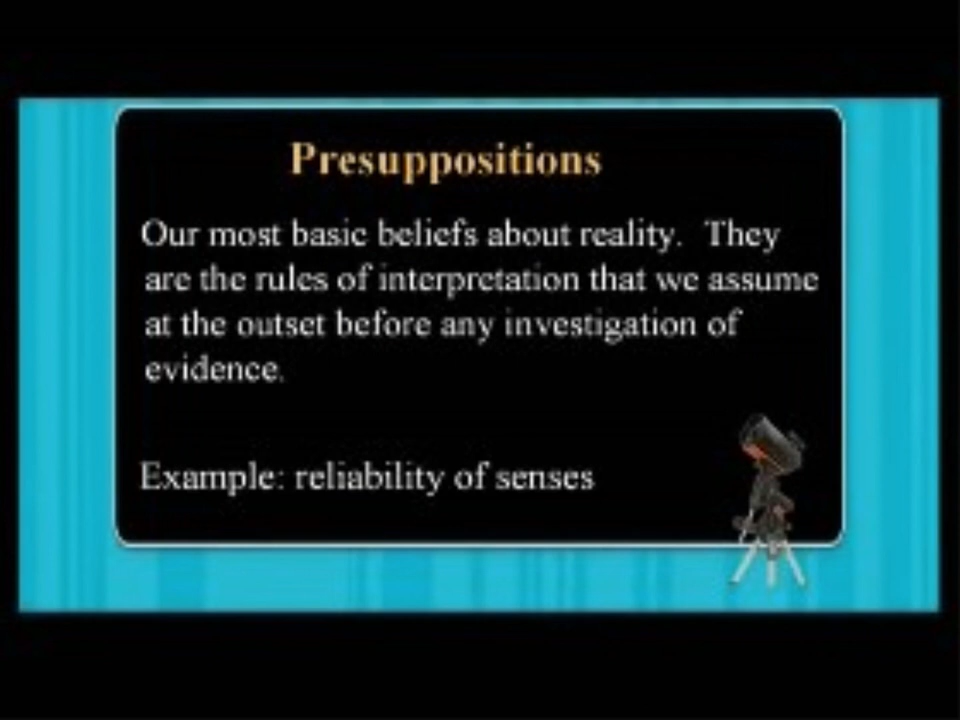 Presuppositions
Our most basic beliefs about reality. They
are the rules of interpretation that we assume
at the outset before any investigation of
evidence.
Example: reliability of senses